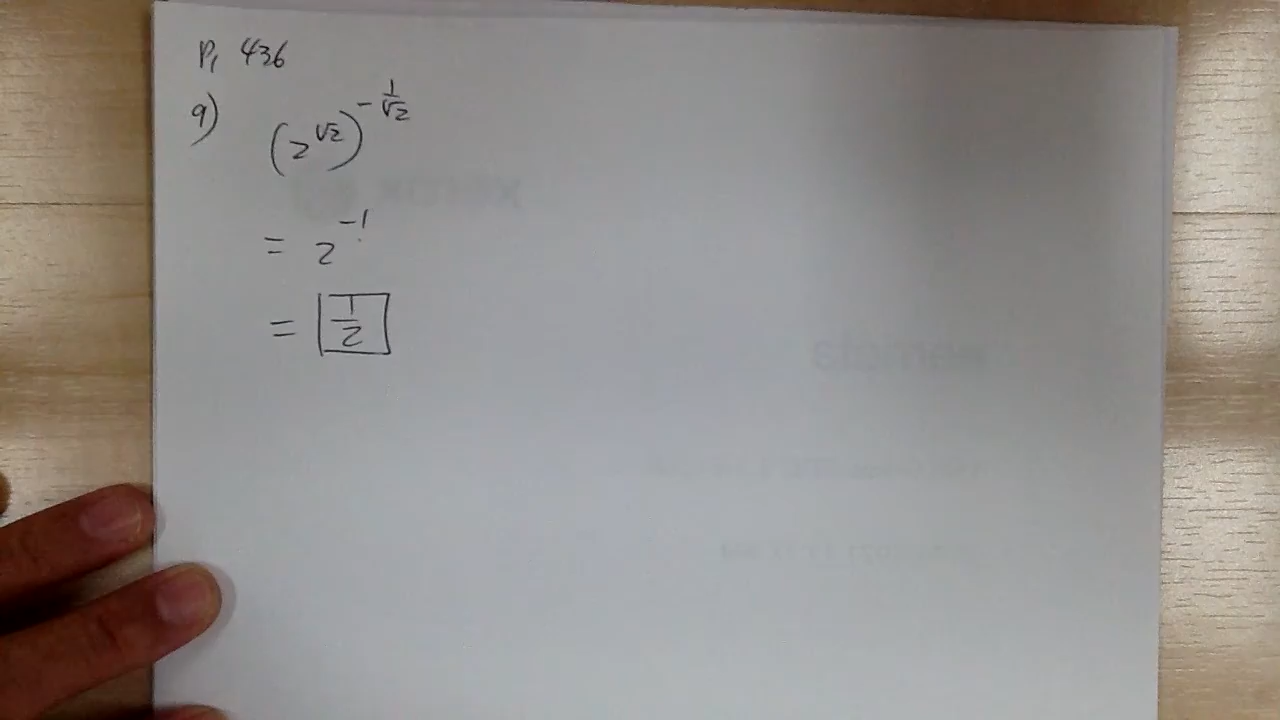 P. 436
9) (2^√2)^-1/√2
= 2^-1
= 1/2